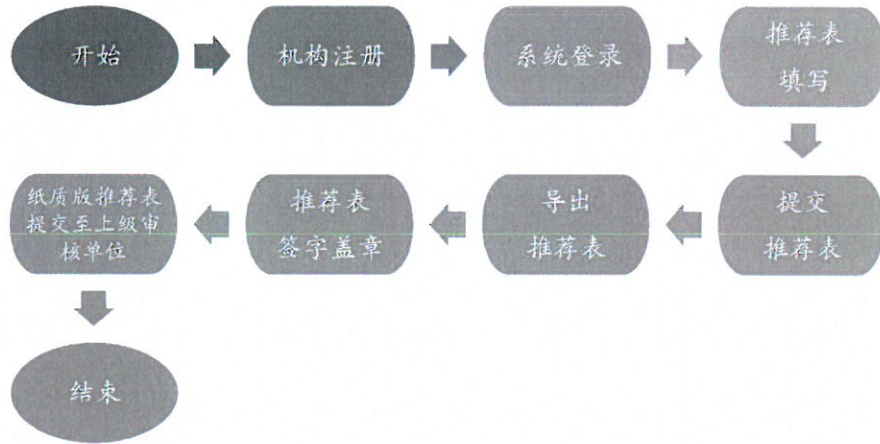 开始
机构注册
系统登录
推荐表
填写
提交
推荐表
导出
推荐表
推荐表
签字盖章
纸质版推荐表
提交至上级审
核单位
结束